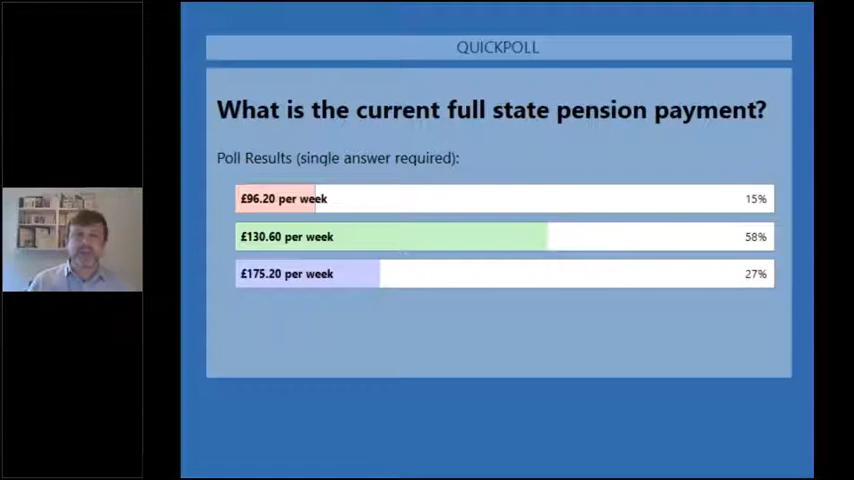 QUICKPOLL
What is the current full state pension payment?
Poll Results (single answer required):
£96.20 per week 15%
£130.60 per week 58%
£175.20 per week 27%